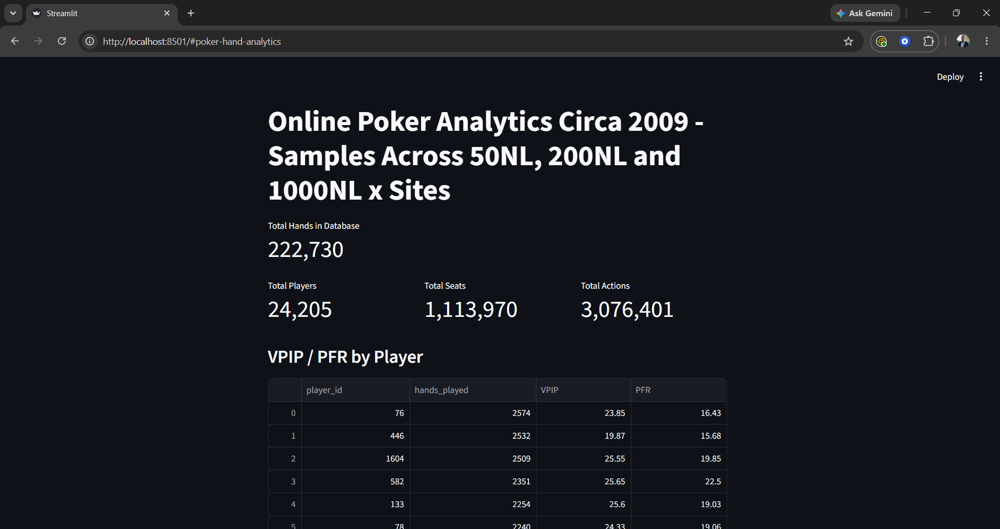 Streamlit
Ask Gemini
http://localhost:8501/#poker-hand-analytics
Deploy
Online Poker Analytics Circa 2009 -
Samples Across 50NL, 200NL and
1000NL x Sites
Total Hands in Database
222,730
Total Players Total Seats Total Actions
24,205 1,113,970 3,076,401
VPIP / PFR by Player
player_id hands_played VPIP PFR
0 76 2574 23.85 16.43
1 446 2532 19.87 15.68
2 1604 2509 25.55 19.85
3 582 2351 25.65 22.5
4 133 2254 25.6 19.03
5 78 2240 24.33 19.06